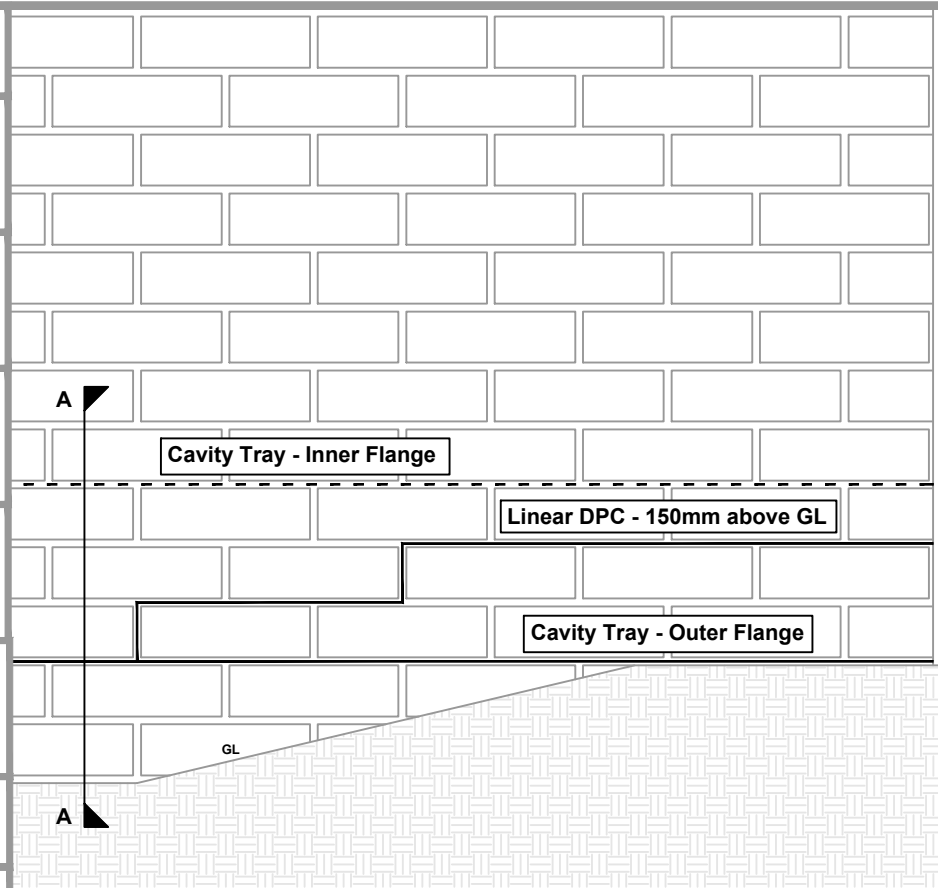 A
Cavity Tray - Inner Flange
Linear DPC - 150mm above GL
Cavity Tray - Outer Flange
GL
A